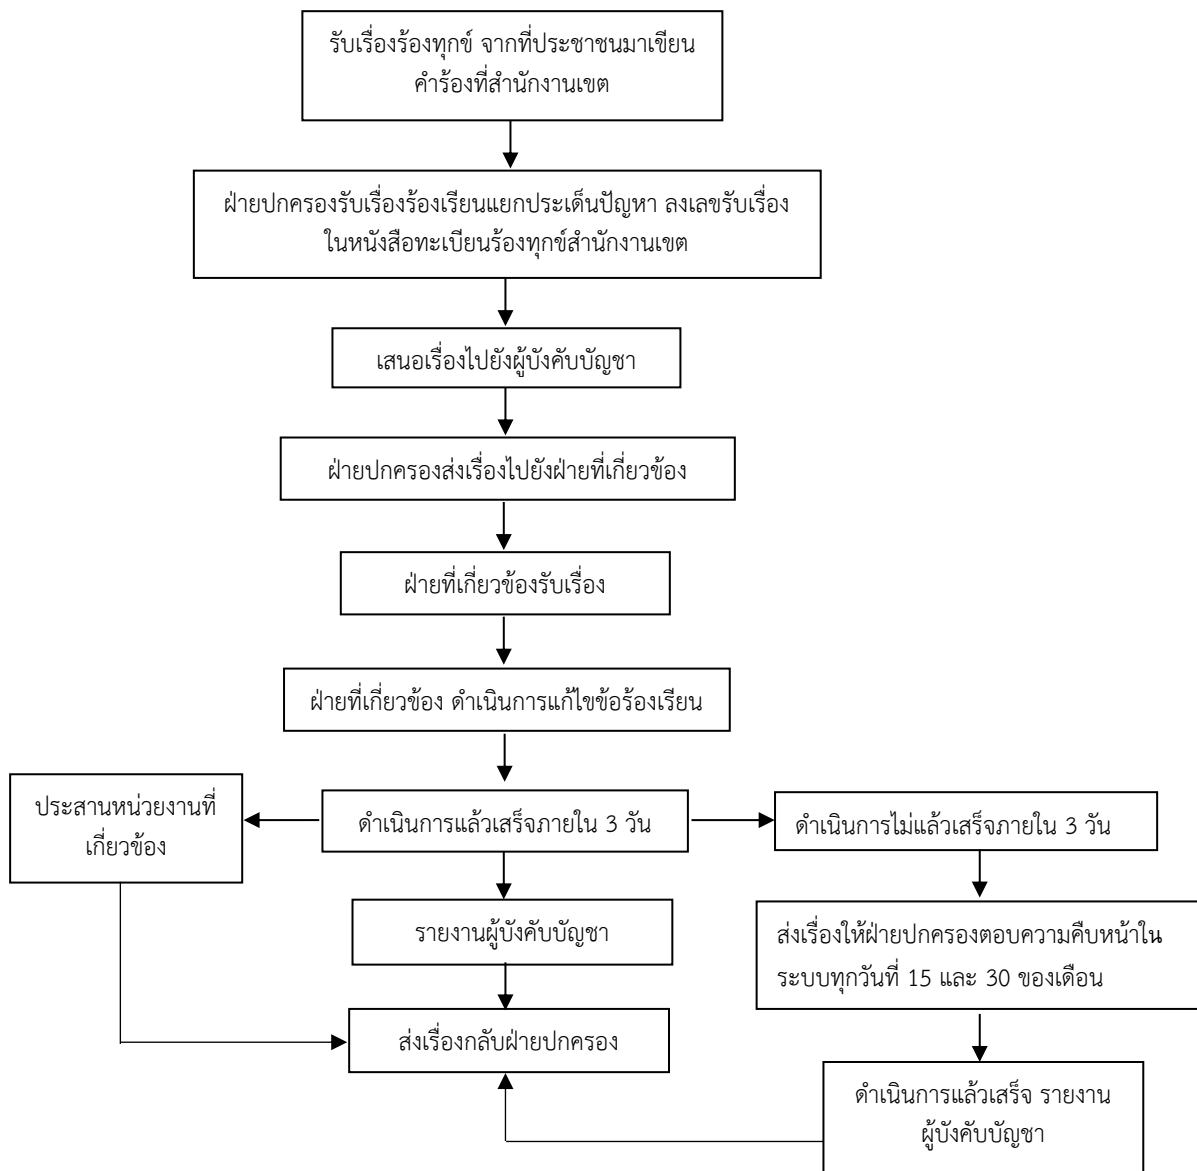 รับเรื่องร้องทุกข์ จากที่ประชาชนมาเขียน
คำร้องที่สำนักงานเขต
ฝ่ายปกครองรับเรื่องร้องเรียนแยกประเด็นปัญหา ลงเลขรับเรื่อง
ในหนังสือทะเบียนร้องทุกข์สำนักงานเขต
เสนอเรื่องไปยังผู้บังคับบัญชา
ฝ่ายปกครองส่งเรื่องไปยังฝ่ายที่เกี่ยวข้อง
ฝ่ายที่เกี่ยวข้องรับเรื่อง
ฝ่ายที่เกี่ยวข้อง ดำเนินการแก้ไขข้อร้องเรียน
ประสานหน่วยงานที่
เกี่ยวข้อง
ดำเนินการแล้วเสร็จภายใน 3 วัน
ดำเนินการไม่แล้วเสร็จภายใน 3 วัน
รายงานผู้บังคับบัญชา
ส่งเรื่องให้ฝ่ายปกครองตอบความคืบหน้าใน
ระบบทุกวันที่ 15 และ 30 ของเดือน
ส่งเรื่องกลับฝ่ายปกครอง
ดำเนินการแล้วเสร็จ รายงาน
ผู้บังคับบัญชา